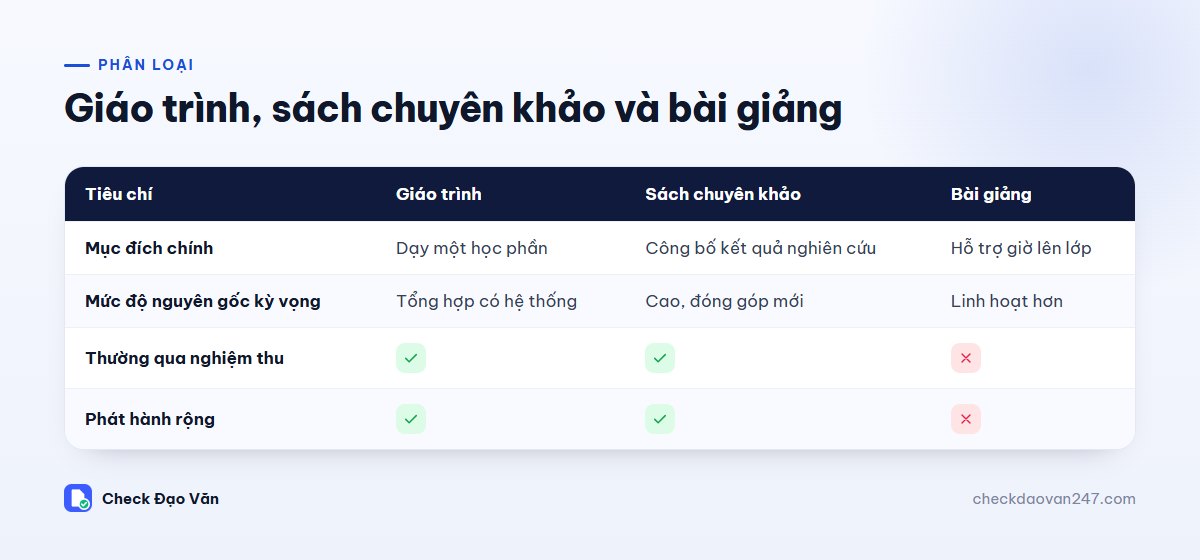 PHÂN LOẠI
Giáo trình, sách chuyên khảo và bài giảng
Tiêu chí Giáo trình Sách chuyên khảo Bài giảng
Mục đích chính Dạy một học phần Công bố kết quả nghiên cứu Hỗ trợ giờ lên lớp
Mức độ nguyên gốc kỳ vọng Tổng hợp có hệ thống Cao, đóng góp mới Linh hoạt hơn
Thường qua nghiệm thu
Phát hành rộng
Check Đạo Văn checkdaovan247.com